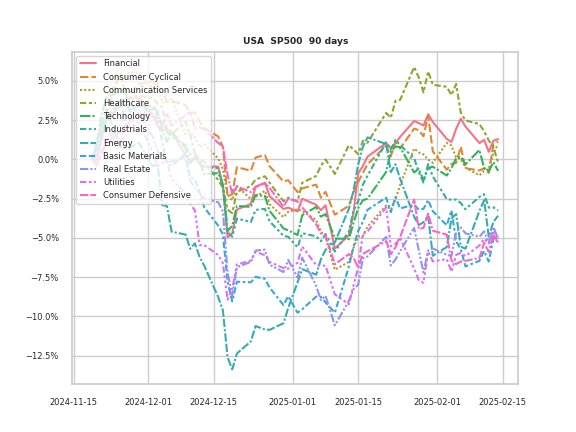 USA  SP500  90 days
Financial
Consumer Cyclical
Communication Services
Healthcare
Technology
Industrials
Energy
Basic Materials
Real Estate
Utilities
Consumer Defensive
5.0%
2.5%
0.0%
−2.5%
−5.0%
−7.5%
−10.0%
−12.5%
2024-11-15
2024-12-01
2024-12-15
2025-01-01
2025-01-15
2025-02-01
2025-02-15